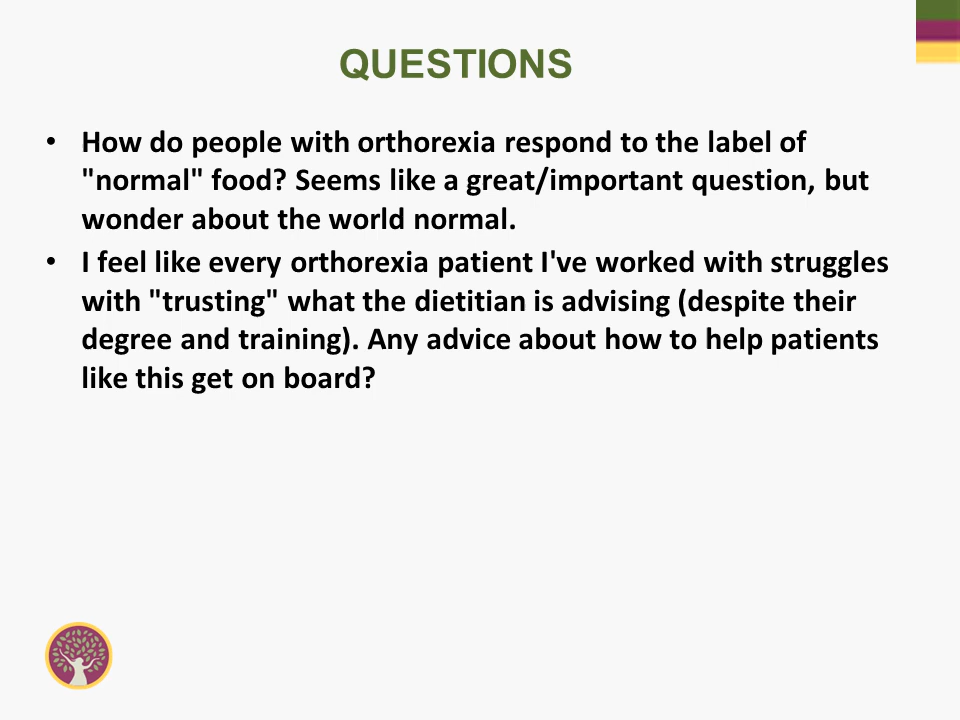 QUESTIONS
• How do people with orthorexia respond to the label of
"normal" food? Seems like a great/important question, but
wonder about the world normal.
• I feel like every orthorexia patient I've worked with struggles
with "trusting" what the dietitian is advising (despite their
degree and training). Any advice about how to help patients
like this get on board?